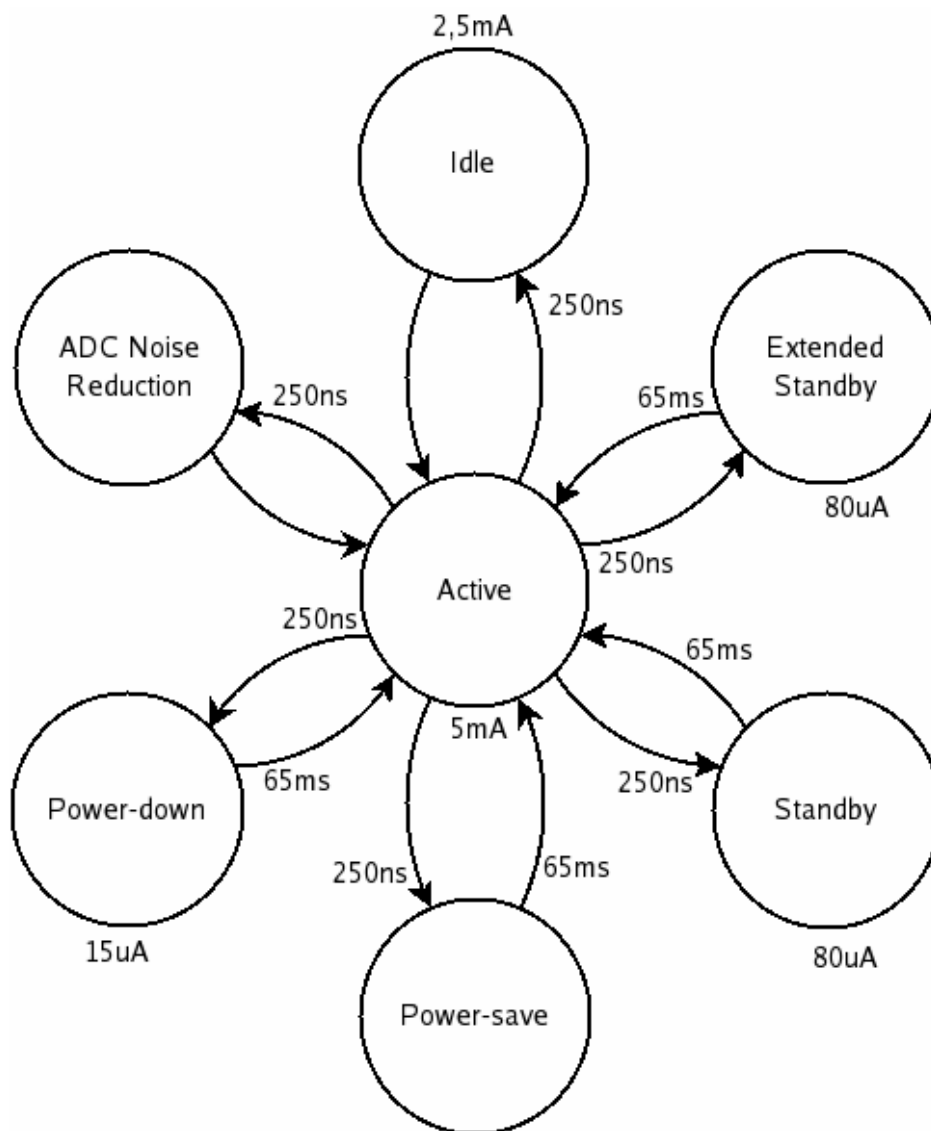 2,5mA
Idle
250ns
ADC Noise
Reduction
250ns
Extended
Standby
65ms
80uA
250ns
Active
5mA
250ns
65ms
Power-down
15uA
65ms
250ns
Standby
80uA
250ns
65ms
Power-save